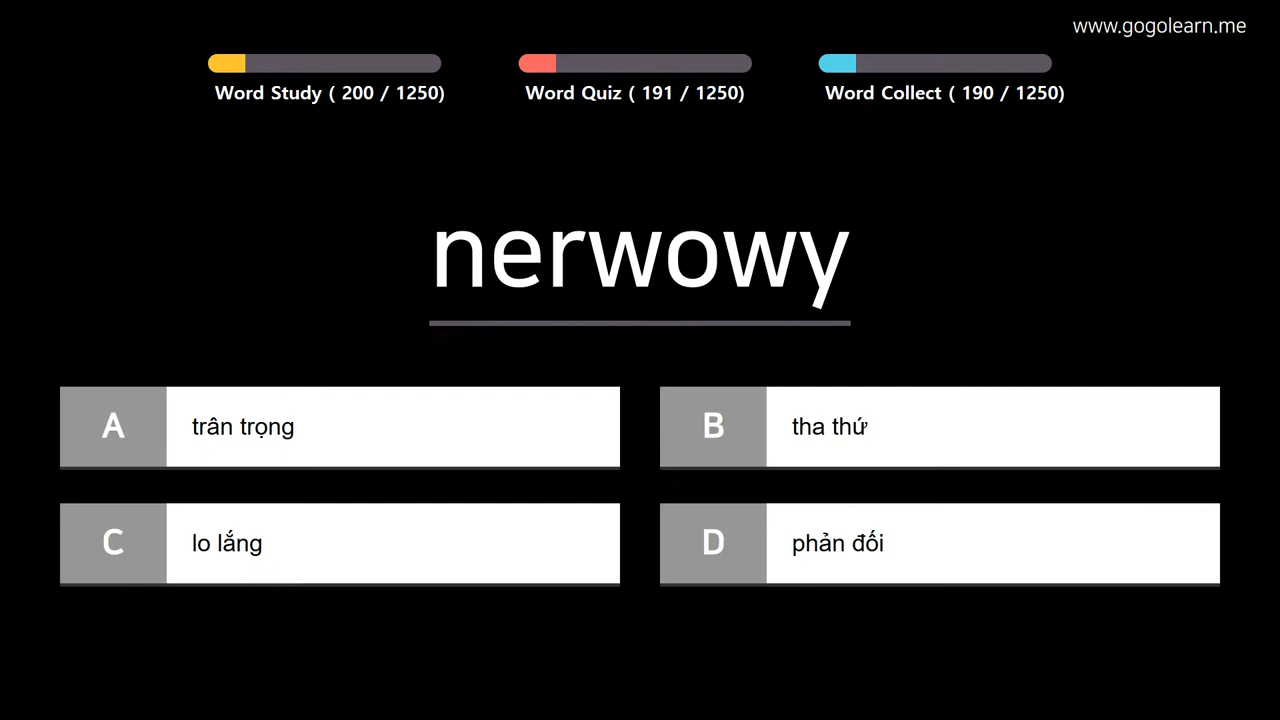 www.gogolearn.me
Word Study ( 200 / 1250)
Word Quiz ( 191 / 1250)
Word Collect ( 190 / 1250)
nerwowy
A trân trọng
B tha thứ
C lo lắng
D phản đối